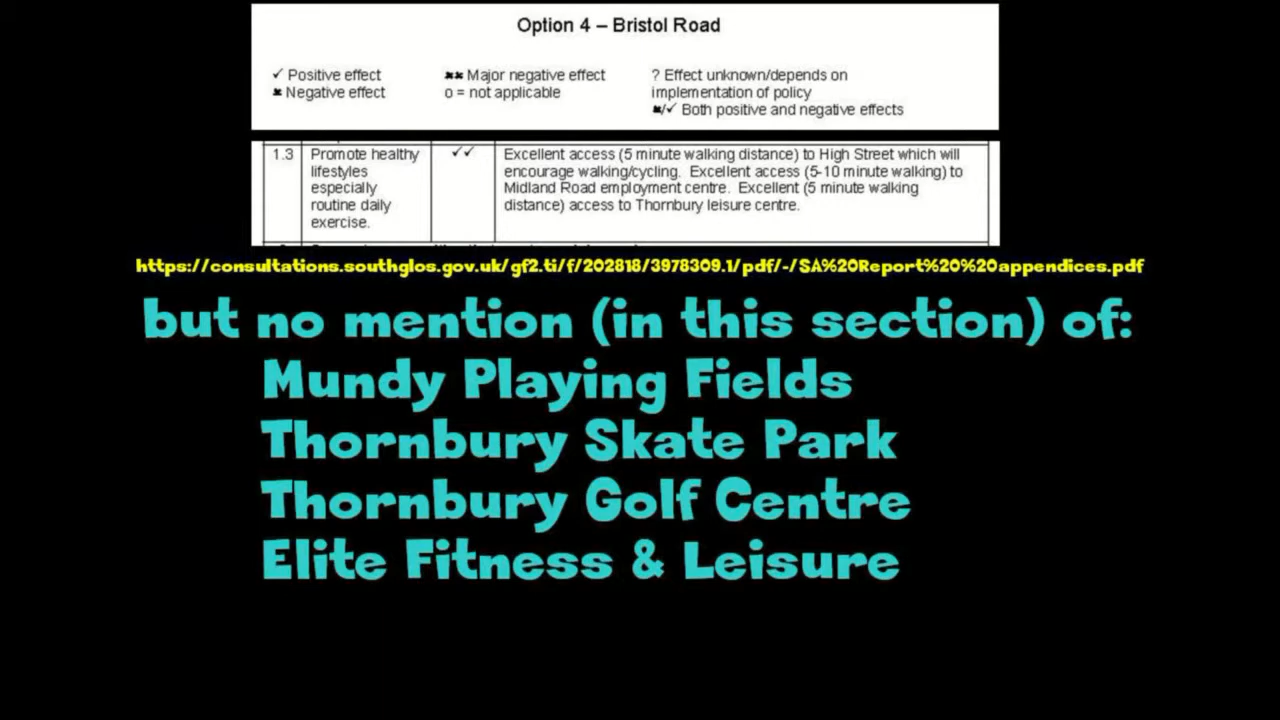 Option 4 – Bristol Road
✓ Positive effect
✖ Negative effect
✖✖ Major negative effect
o = not applicable
? Effect unknown/depends on
implementation of policy
✖/✓ Both positive and negative effects
1.3
Promote healthy
lifestyles
especially
routine daily
exercise.
✓✓
Excellent access (5 minute walking distance) to High Street which will
encourage walking/cycling. Excellent access (5-10 minute walking) to
Midland Road employment centre. Excellent (5 minute walking
distance) access to Thornbury leisure centre.
https://consultations.southglos.gov.uk/gf2.ti/f/202818/3978309.1/pdf/-/SA%20Report%20%20appendices.pdf
but no mention (in this section) of:
Mundy Playing Fields
Thornbury Skate Park
Thornbury Golf Centre
Elite Fitness & Leisure